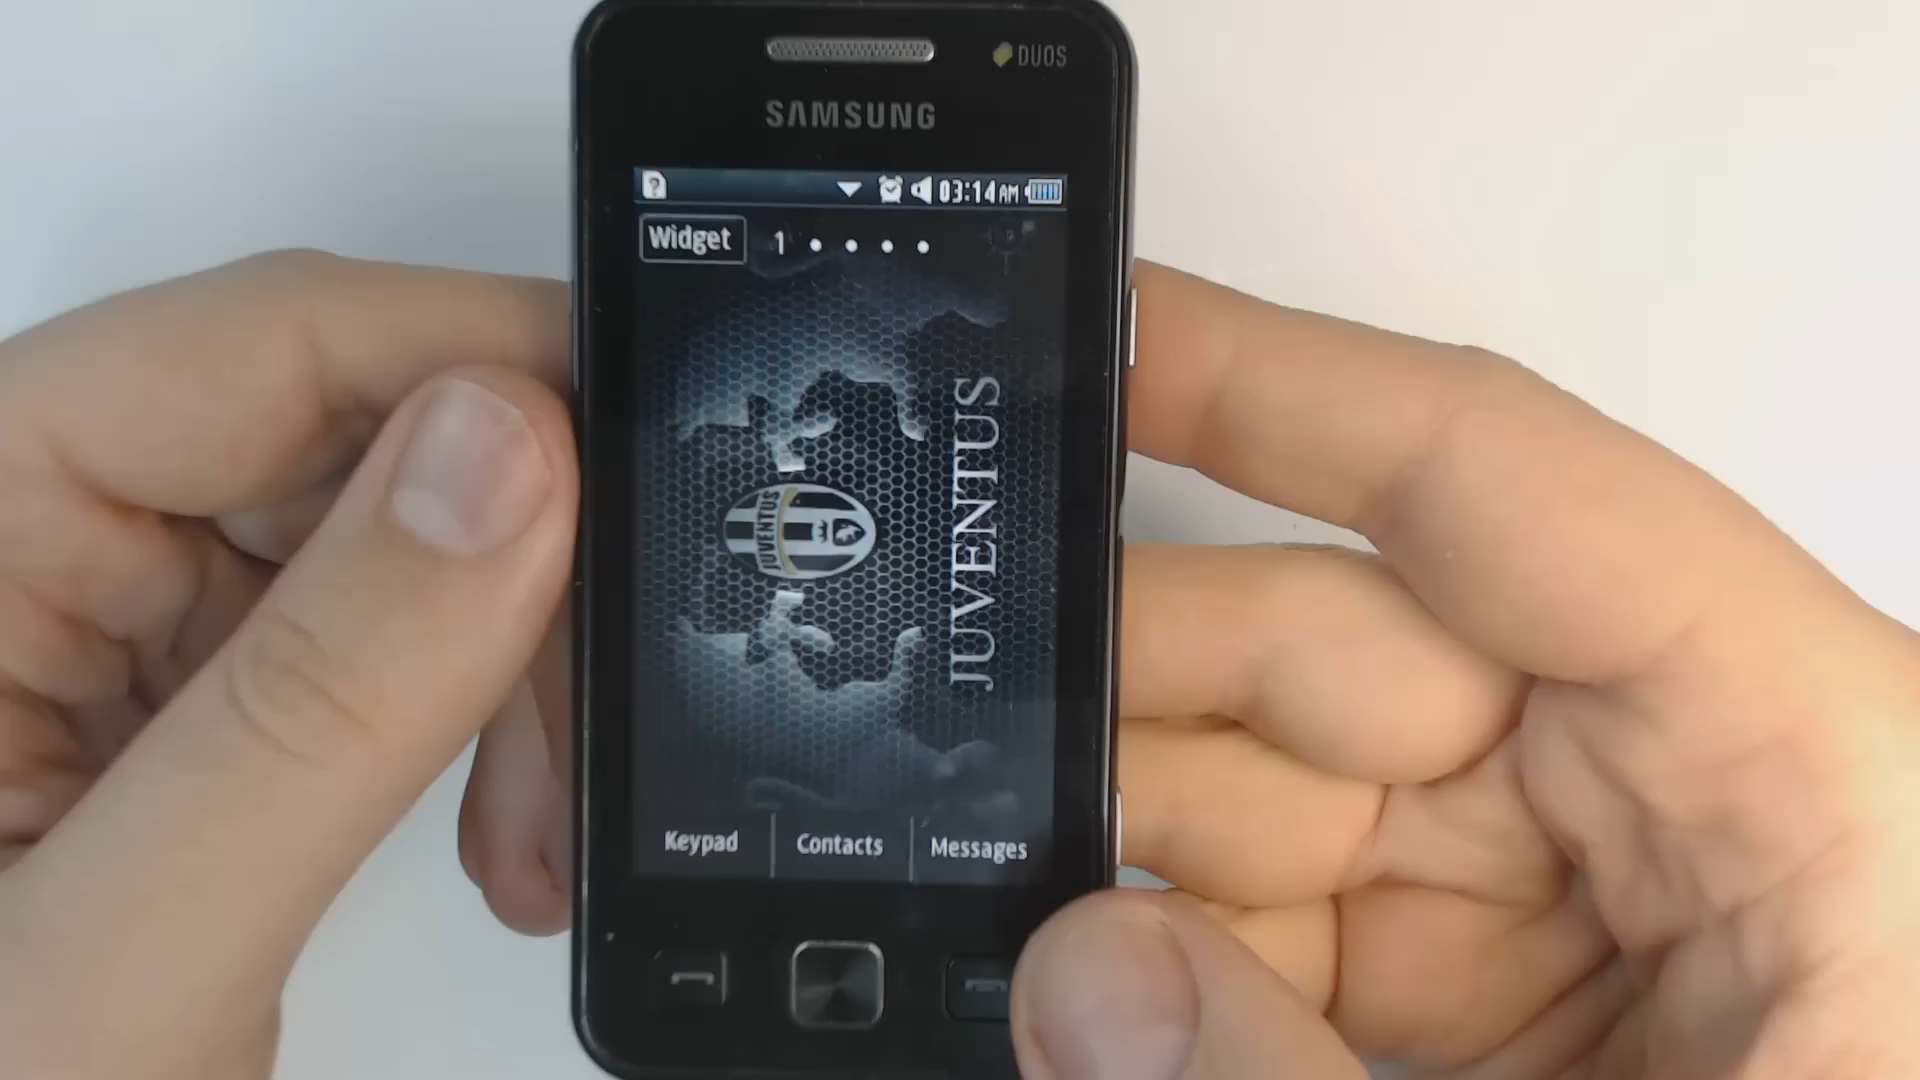 DUOS
SAMSUNG
03:14AM
Widget 1
JUVENTUS
JUVENTUS
Keypad Contacts Messages